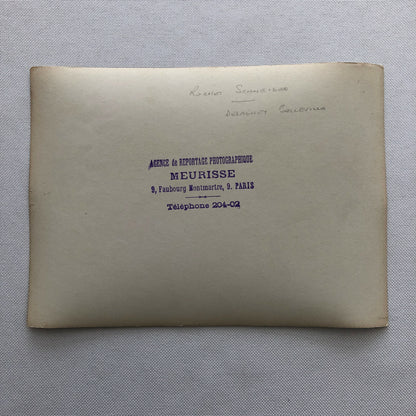 AGENCE de REPORTAGE PHOTOGRAPHIQUE
MEURISSE
9, Faubourg Montmartre, 9. PARIS
Téléphone 204-02